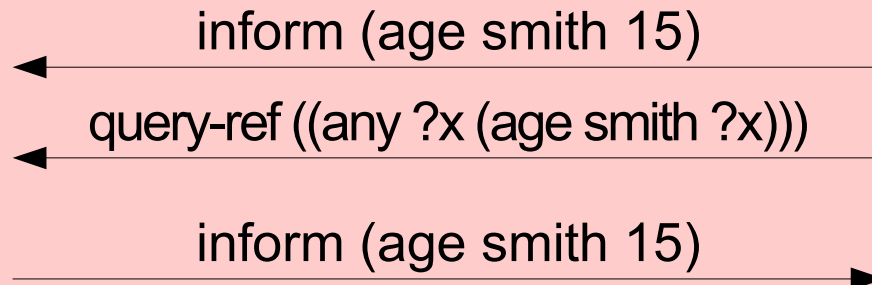 inform (age smith 15)
query-ref ((any ?x (age smith ?x)))
inform (age smith 15)